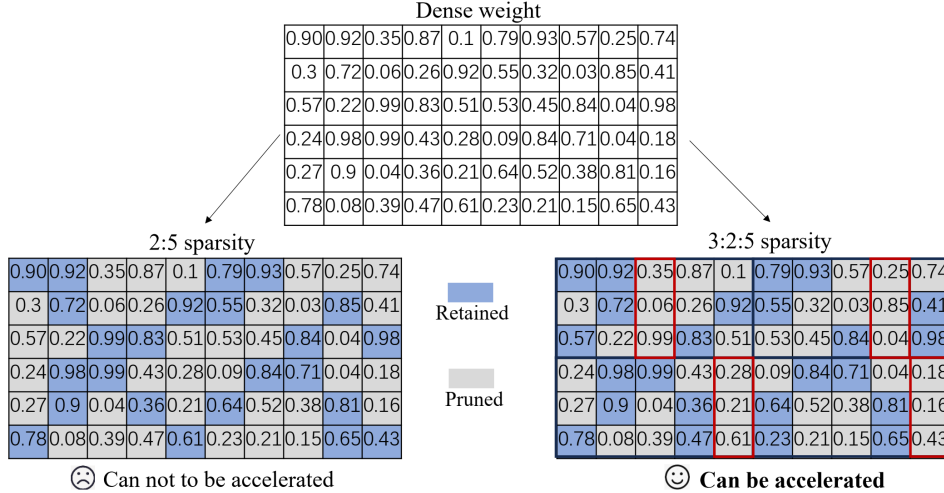 Dense weight
0.90 0.92 0.35 0.87 0.1 0.79 0.93 0.57 0.25 0.74
0.3 0.72 0.06 0.26 0.92 0.55 0.32 0.03 0.85 0.41
0.57 0.22 0.99 0.83 0.51 0.53 0.45 0.84 0.04 0.98
0.24 0.98 0.99 0.43 0.28 0.09 0.84 0.71 0.04 0.18
0.27 0.9 0.04 0.36 0.21 0.64 0.52 0.38 0.81 0.16
0.78 0.08 0.39 0.47 0.61 0.23 0.21 0.15 0.65 0.43
2:5 sparsity
0.90 0.92 0.35 0.87 0.1 0.79 0.93 0.57 0.25 0.74
0.3 0.72 0.06 0.26 0.92 0.55 0.32 0.03 0.85 0.41
0.57 0.22 0.99 0.83 0.51 0.53 0.45 0.84 0.04 0.98
0.24 0.98 0.99 0.43 0.28 0.09 0.84 0.71 0.04 0.18
0.27 0.9 0.04 0.36 0.21 0.64 0.52 0.38 0.81 0.16
0.78 0.08 0.39 0.47 0.61 0.23 0.21 0.15 0.65 0.43
Can not to be accelerated
Retained
Pruned
3:2:5 sparsity
0.90 0.92 0.35 0.87 0.1 0.79 0.93 0.57 0.25 0.74
0.3 0.72 0.06 0.26 0.92 0.55 0.32 0.03 0.85 0.41
0.57 0.22 0.99 0.83 0.51 0.53 0.45 0.84 0.04 0.98
0.24 0.98 0.99 0.43 0.28 0.09 0.84 0.71 0.04 0.18
0.27 0.9 0.04 0.36 0.21 0.64 0.52 0.38 0.81 0.16
0.78 0.08 0.39 0.47 0.61 0.23 0.21 0.15 0.65 0.43
Can be accelerated